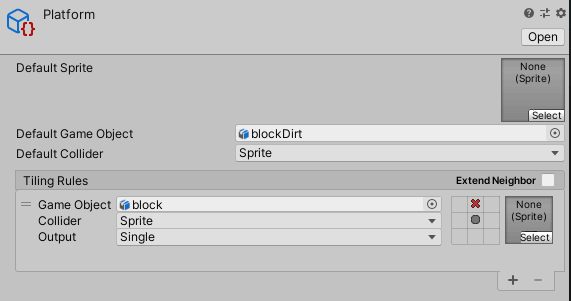 Platform
Open
Default Sprite
None
(Sprite)
Select
Default Game Object
blockDirt
Default Collider
Sprite
Tiling Rules
Extend Neighbor
Game Object
block
Collider
Sprite
Output
Single
None
(Sprite)
Select